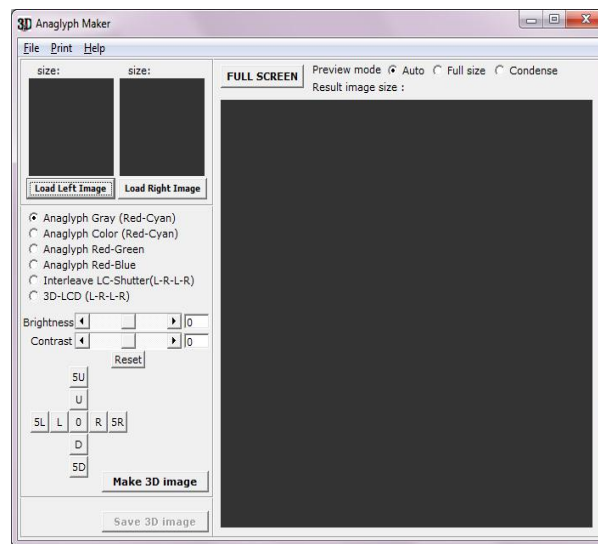 3D Anaglyph Maker
File Print Help
size: size:
Load Left Image Load Right Image
FULL SCREEN Preview mode Auto Full size Condense
Result image size :
Anaglyph Gray (Red-Cyan)
Anaglyph Color (Red-Cyan)
Anaglyph Red-Green
Anaglyph Red-Blue
Interleave LC-Shutter(L-R-L-R)
3D-LCD (L-R-L-R)
Brightness 0
Contrast 0
Reset
5U
U
5L L 0 R 5R
D
5D
Make 3D image
Save 3D image